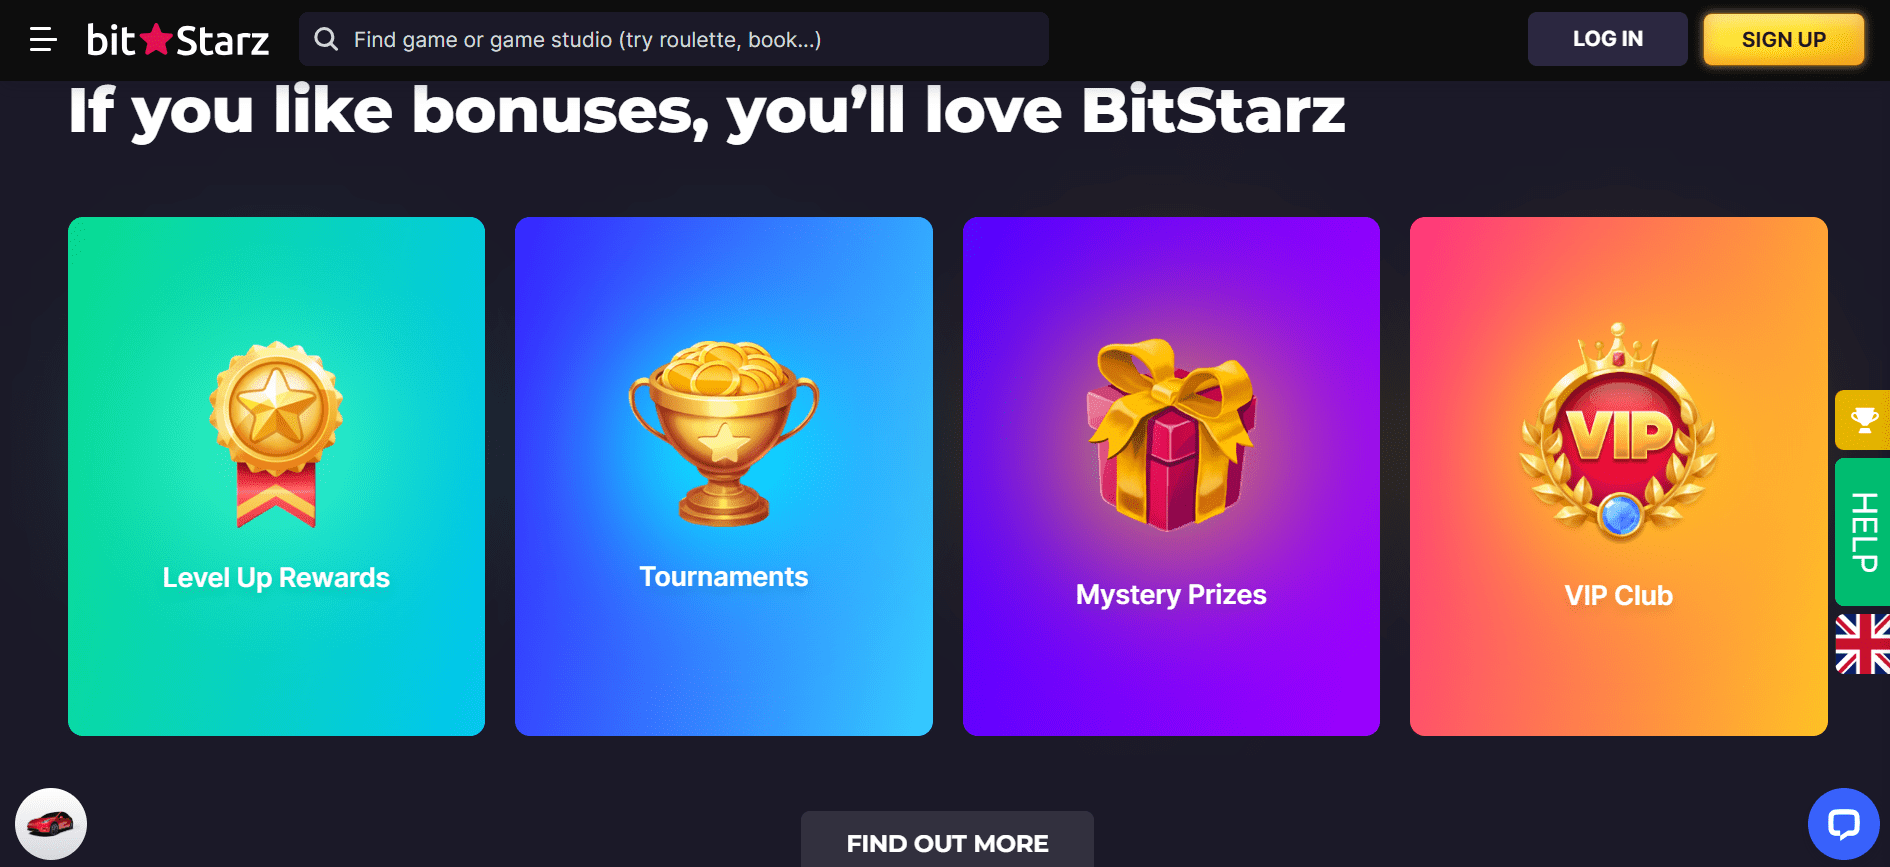 bit Starz
Find game or game studio (try roulette, book...)
LOG IN
SIGN UP
If you like bonuses, you’ll love BitStarz
Level Up Rewards
Tournaments
Mystery Prizes
VIP
VIP Club
HELP
FIND OUT MORE